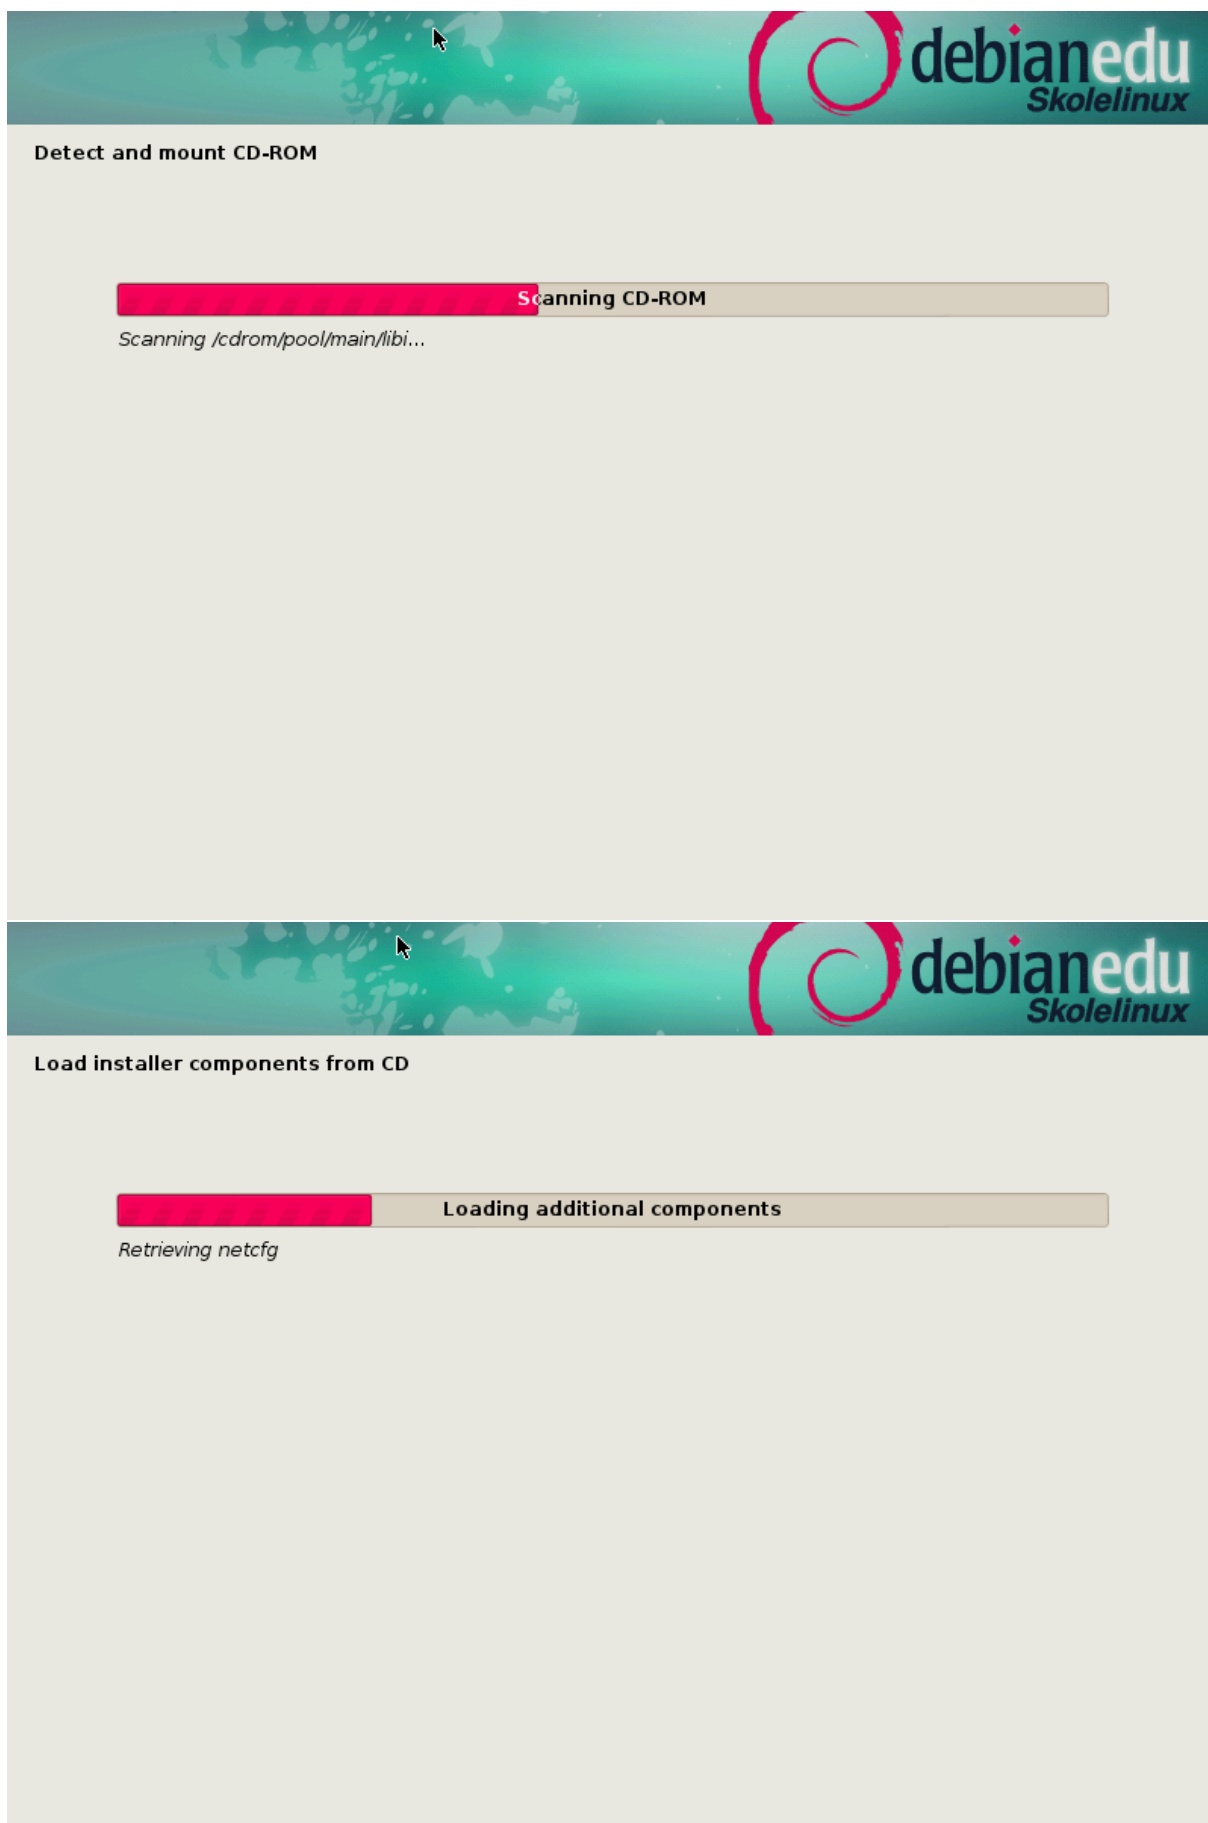 debianedu
Skolelinux
Detect and mount CD-ROM
Scanning CD-ROM
Scanning /cdrom/pool/main/libi...
debianedu
Skolelinux
Load installer components from CD
Loading additional components
Retrieving netcfg